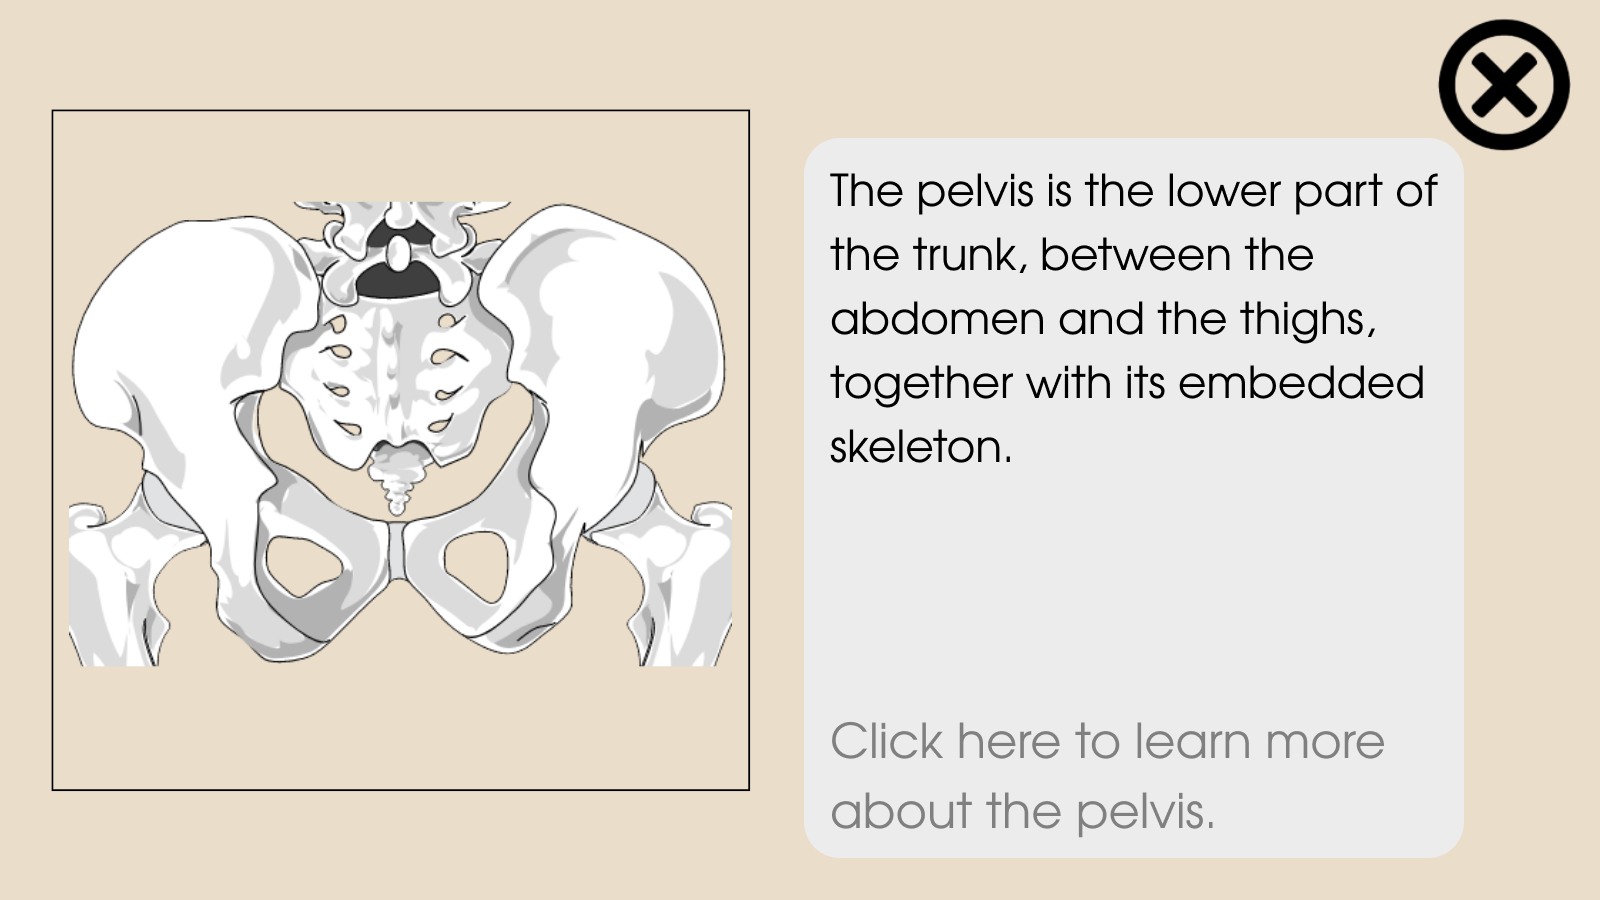 The pelvis is the lower part of
the trunk, between the
abdomen and the thighs,
together with its embedded
skeleton.
Click here to learn more
about the pelvis.